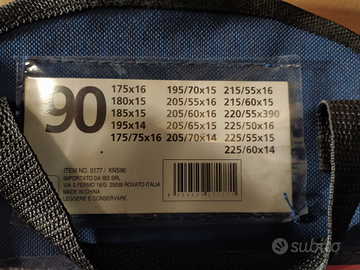 90
175x16 195/70x15 215/55x16
180x15 205/55x16 215/60x15
185x15 205/60x16 220/55x390
195x14 205/65x15 225/50x16
175/75x16 205/70x14 225/55x15
225/60x14
ITEM NO. 0177 / KNS90
IMPORTATO DA IBS SRL
VIA S.FERMO 18/G 25038 ROVATO ITALIA
MADE IN CHINA
LEGGERE E CONSERVARE.
subito